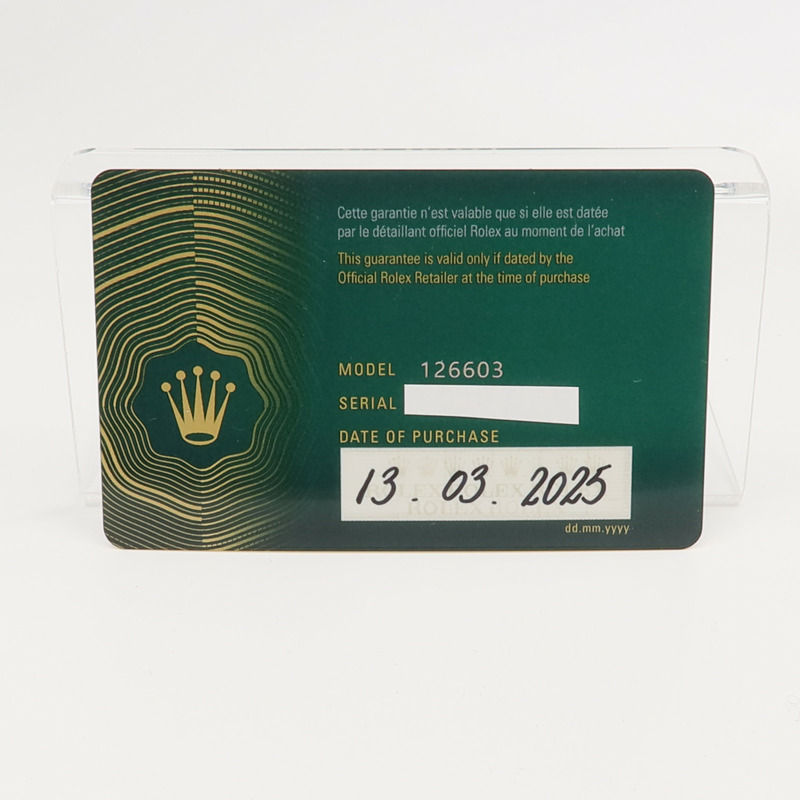 Cette garantie n'est valable que si elle est datée
par le détaillant officiel Rolex au moment de l'achat
This guarantee is valid only if dated by the
Official Rolex Retailer at the time of purchase
MODEL 126603
SERIAL
DATE OF PURCHASE
13.03.2025
dd.mm.yyyy